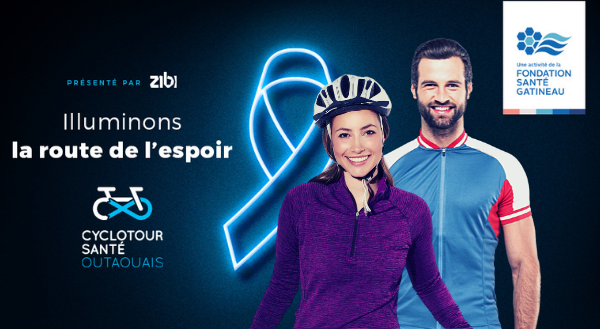 PRÉSENTÉ PAR ZIBI
Illuminons
la route de l'espoir
CYCLOTOUR
SANTÉ
OUTAOUAIS
Une activité de la
FONDATION
SANTÉ
GATINEAU